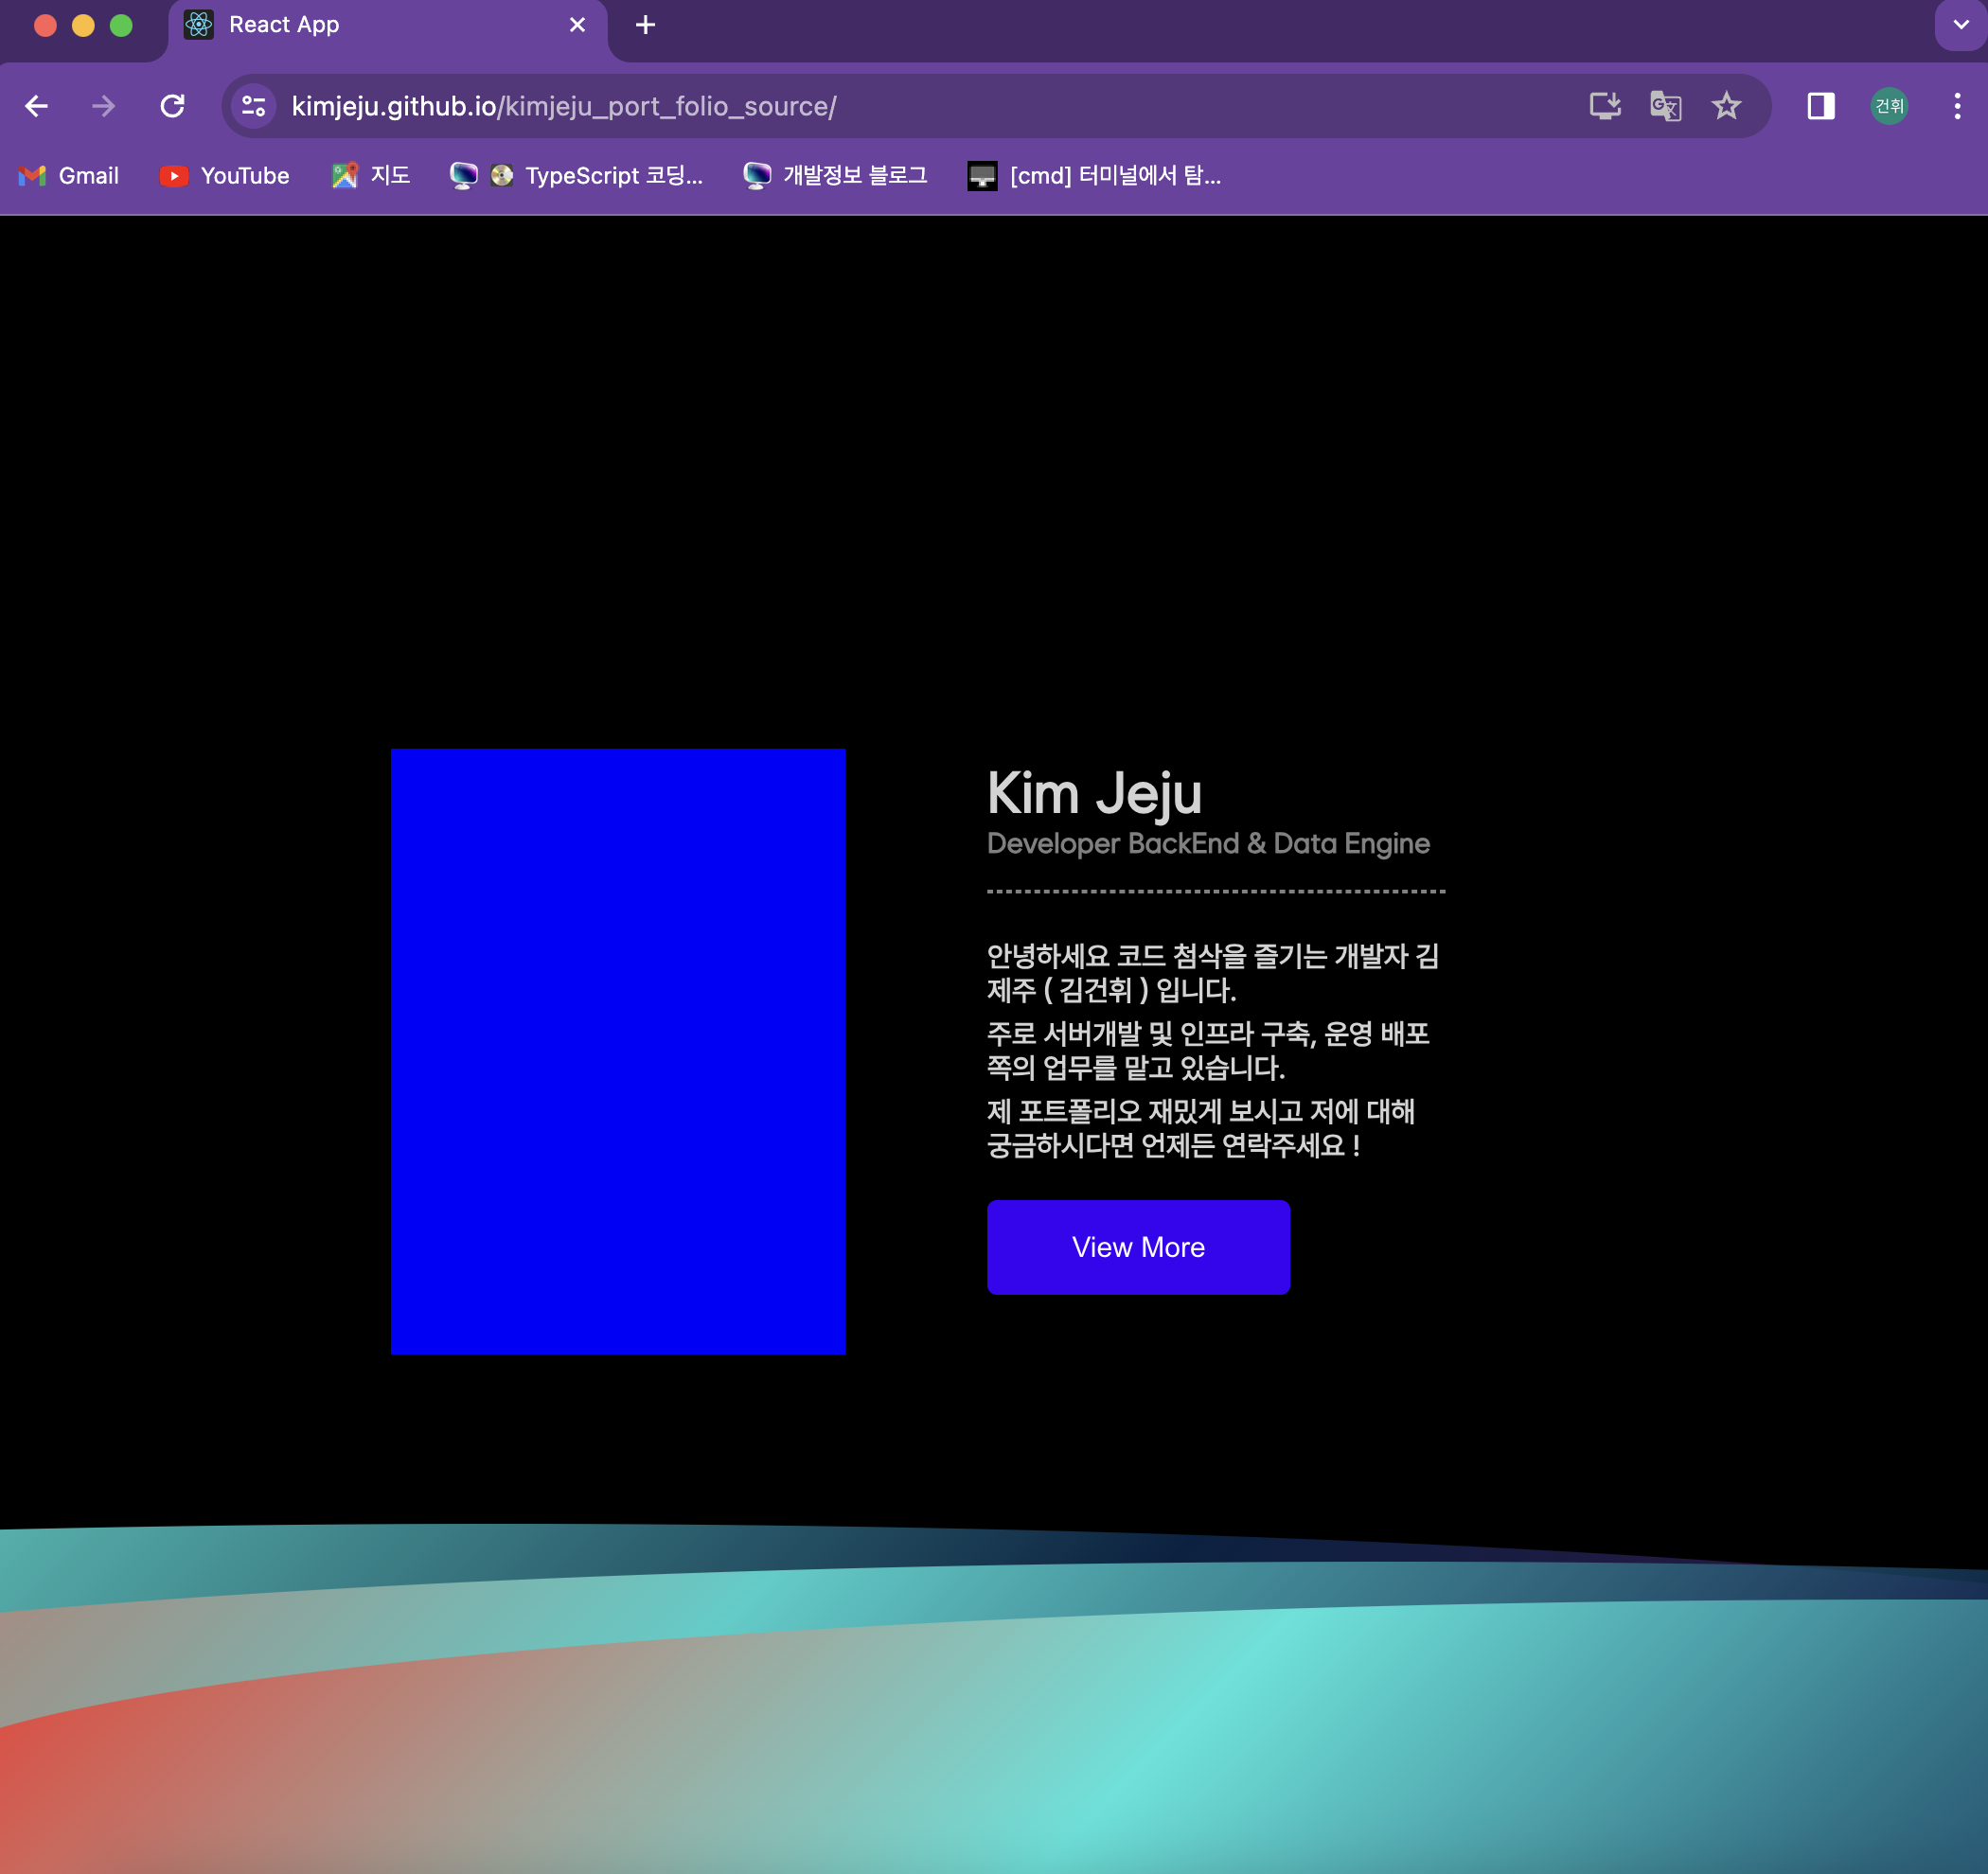 React App
kimjeju.github.io/kimjeju_port_folio_source/
건휘
Gmail
YouTube
지도
TypeScript 코딩...
개발정보 블로그
[cmd] 터미널에서 탐...
Kim Jeju
Developer BackEnd & Data Engine
안녕하세요 코드 첨삭을 즐기는 개발자 김
제주 ( 김건휘 ) 입니다.
주로 서버개발 및 인프라 구축, 운영 배포
쪽의 업무를 맡고 있습니다.
제 포트폴리오 재밌게 보시고 저에 대해
궁금하시다면 언제든 연락주세요 !
View More